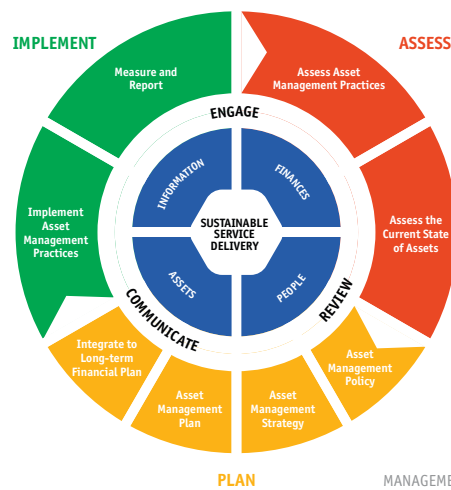 IMPLEMENT
ASSESS
Measure and
Report
Assess Asset
Management Practices
ENGAGE
INFORMATION
FINANCES
Implement
Asset
Management
Practices
SUSTAINABLE
SERVICE
DELIVERY
Assess the
Current State
of Assets
ASSETS
PEOPLE
COMMUNICATE
REVIEW
Integrate to
Long-term
Financial Plan
Asset
Management
Policy
Asset
Management
Plan
Asset
Management
Strategy
PLAN
MANAGEME